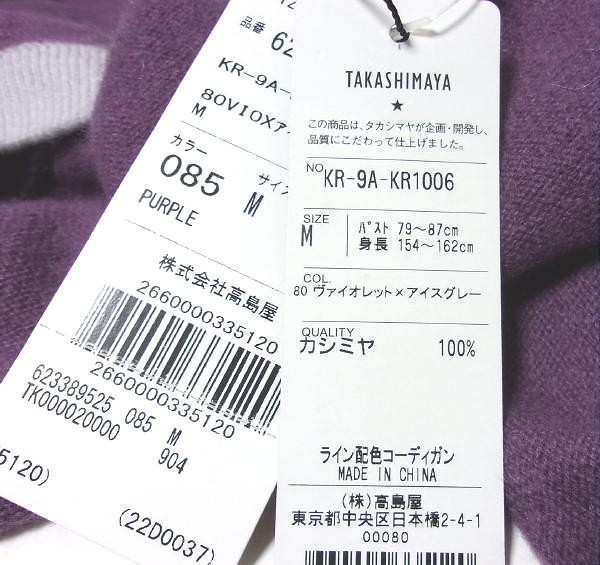 品番 62
KR-9A-
80VIOXアイ
M
カラー サイズ
085 M
PURPLE
株式会社高島屋
2660000335120
2660000335120
623389525 085 M
TK000020000 904
5120)
(22D0037)
TAKASHIMAYA
★
この商品は、タカシマヤが企画・開発し、
品質にこだわって仕上げました。
NO KR-9A-KR1006
SIZE
M バスト 79〜87cm
身長 154〜162cm
COL.
80 ヴァイオレット×アイスグレー
QUALITY
カシミヤ 100%
ライン配色コーディガン
MADE IN CHINA
(株)高島屋
東京都中央区日本橋2-4-1
00080